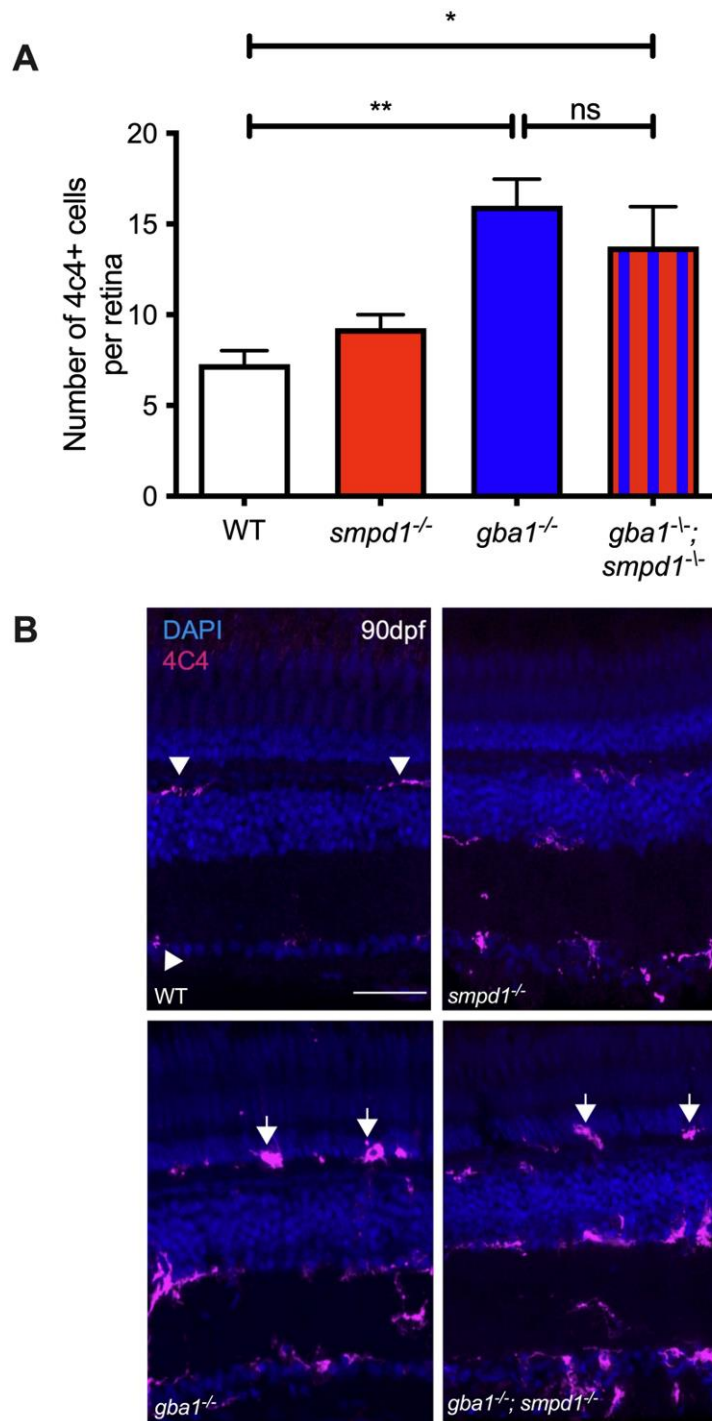 A
*
**
ns
Number of 4c4+ cells
per retina
20
15
10
5
0
WT
smpd1-/-
gba1-/-
gba1-\-;
smpd1-\-
B
DAPI
4C4
90dpf
WT
smpd1-/-
gba1-/-
gba1-/-; smpd1-/-